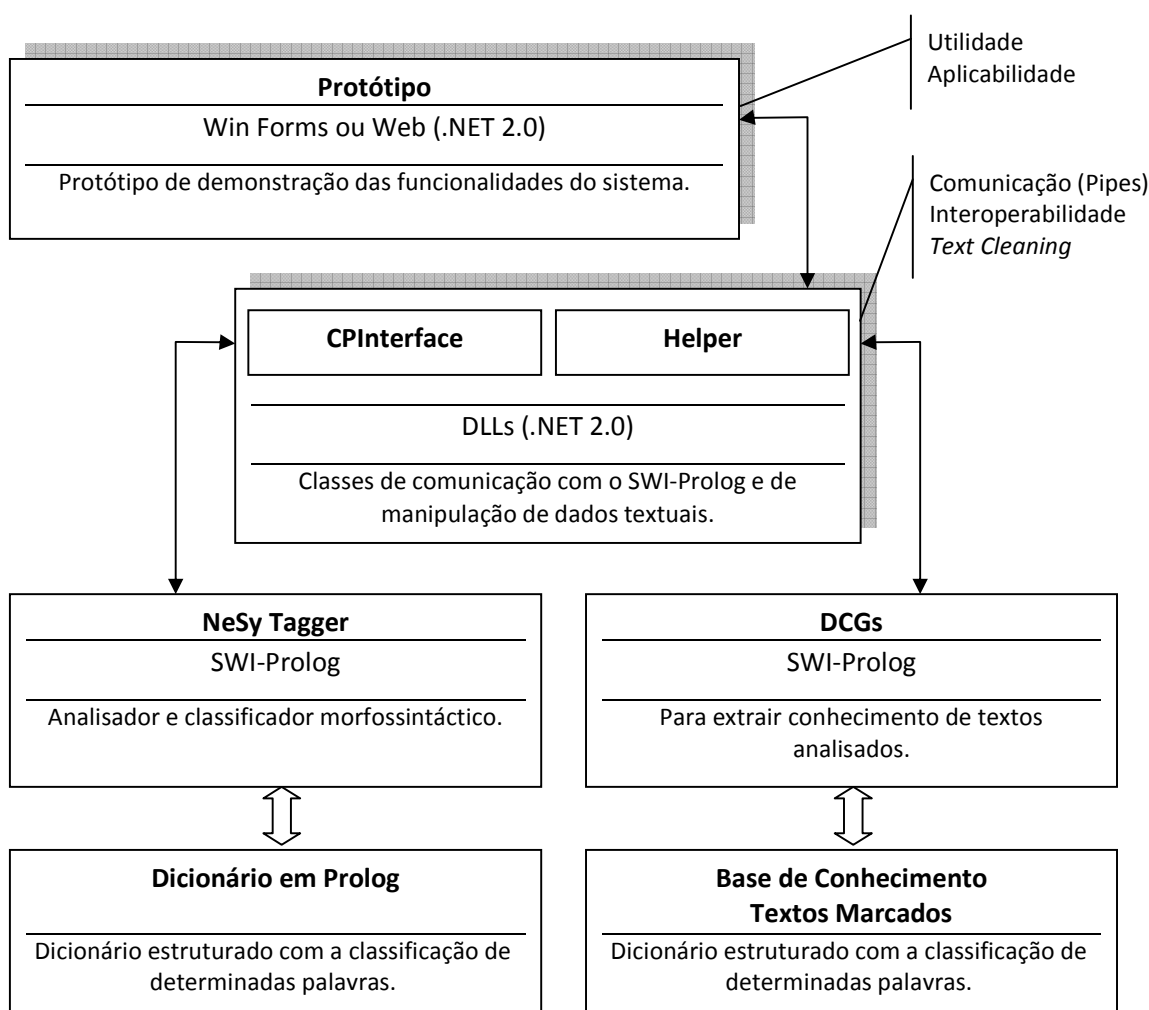 Utilidade
Aplicabilidade
Protótipo
Win Forms ou Web (.NET 2.0)
Protótipo de demonstração das funcionalidades do sistema.
Comunicação (Pipes)
Interoperabilidade
Text Cleaning
CPInterface
Helper
DLLs (.NET 2.0)
Classes de comunicação com o SWI-Prolog e de
manipulação de dados textuais.
NeSy Tagger
SWI-Prolog
Analisador e classificador morfossintáctico.
DCGs
SWI-Prolog
Para extrair conhecimento de textos
analisados.
Dicionário em Prolog
Dicionário estruturado com a classificação de
determinadas palavras.
Base de Conhecimento
Textos Marcados
Dicionário estruturado com a classificação de
determinadas palavras.